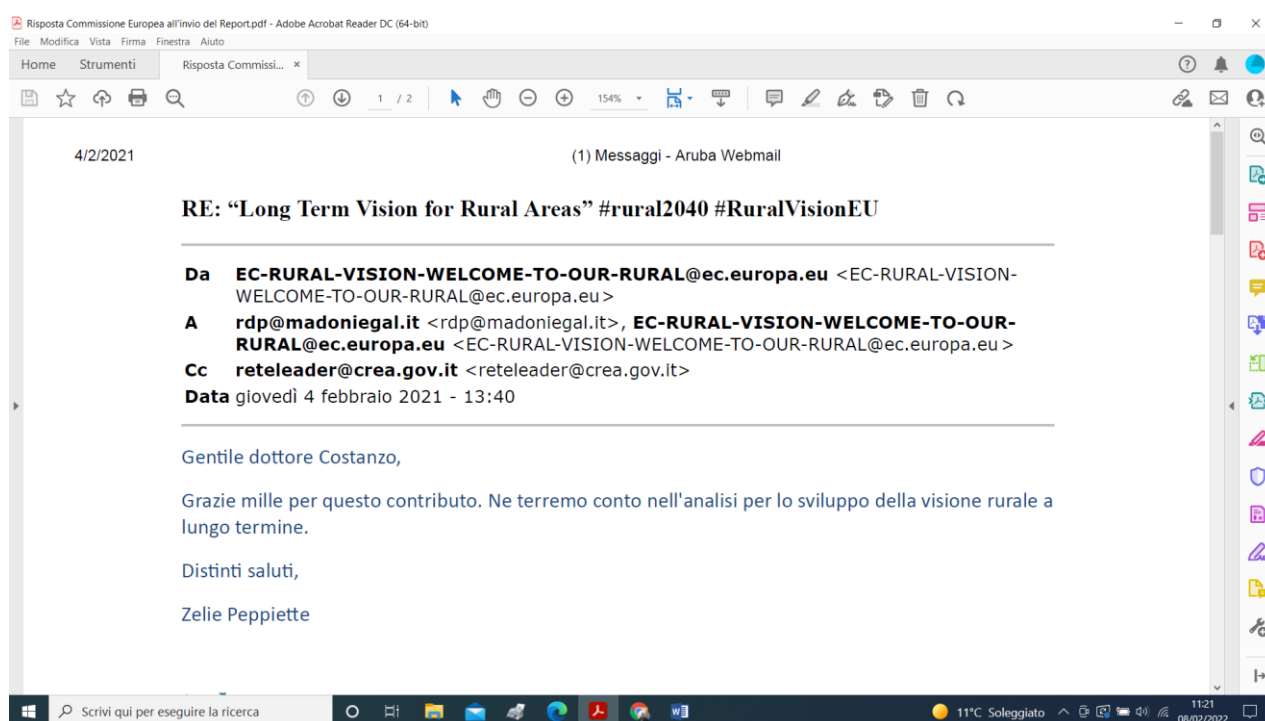 Risposta Commissione Europea all'invio del Report.pdf - Adobe Acrobat Reader DC (64-bit)
File Modifica Vista Firma Finestra Aiuto
Home Strumenti Risposta Commissi... ×
1 / 2 154%
4/2/2021 (1) Messaggi - Aruba Webmail
RE: “Long Term Vision for Rural Areas” #rural2040 #RuralVisionEU
Da EC-RURAL-VISION-WELCOME-TO-OUR-RURAL@ec.europa.eu <EC-RURAL-VISION-
WELCOME-TO-OUR-RURAL@ec.europa.eu>
A rdp@madoniegal.it <rdp@madoniegal.it>, EC-RURAL-VISION-WELCOME-TO-OUR-
RURAL@ec.europa.eu <EC-RURAL-VISION-WELCOME-TO-OUR-RURAL@ec.europa.eu>
Cc reteleader@crea.gov.it <reteleader@crea.gov.it>
Data giovedì 4 febbraio 2021 - 13:40
Gentile dottore Costanzo,
Grazie mille per questo contributo. Ne terremo conto nell'analisi per lo sviluppo della visione rurale a
lungo termine.
Distinti saluti,
Zelie Peppiette
Scrivi qui per eseguire la ricerca
11°C Soleggiato
11:21
08/02/2022